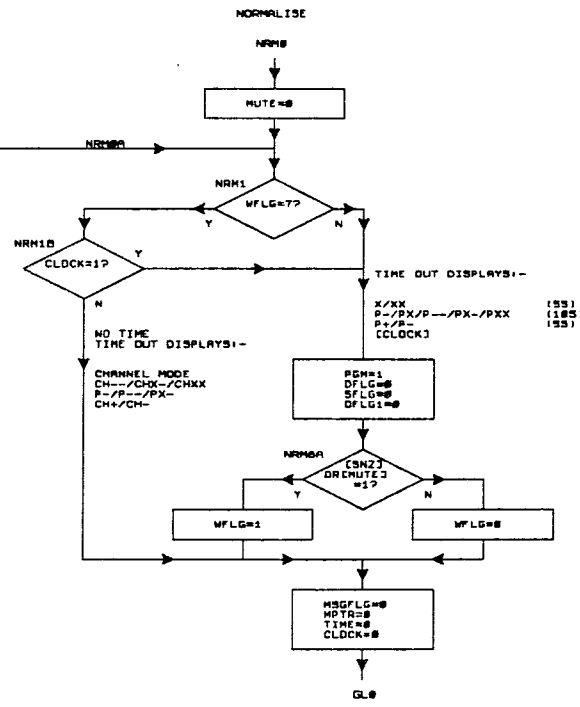 NORMALISE
NRM0
MUTE=0
NRM0A
NRM1
WFLG=7?
Y
N
NRM1B
CLOCK=1?
Y
N
TIME OUT DISPLAYS:-
X/XX (5S)
P-/PX/P--/PX-/PXX (10S)
P+/P- (5S)
[CLOCK]
NO TIME
TIME OUT DISPLAYS:-
CHANNEL MODE
CH--/CHX-/CHXX
P-/P--/PX-
CH+/CH-
PGM=1
DFLG=0
SFLG=0
DFLG1=0
NRM6A
[SNZ]
OR[MUTE]
=1?
Y
N
WFLG=1
WFLG=0
MSGFLG=0
MPTR=0
TIME=0
CLOCK=0
GL0